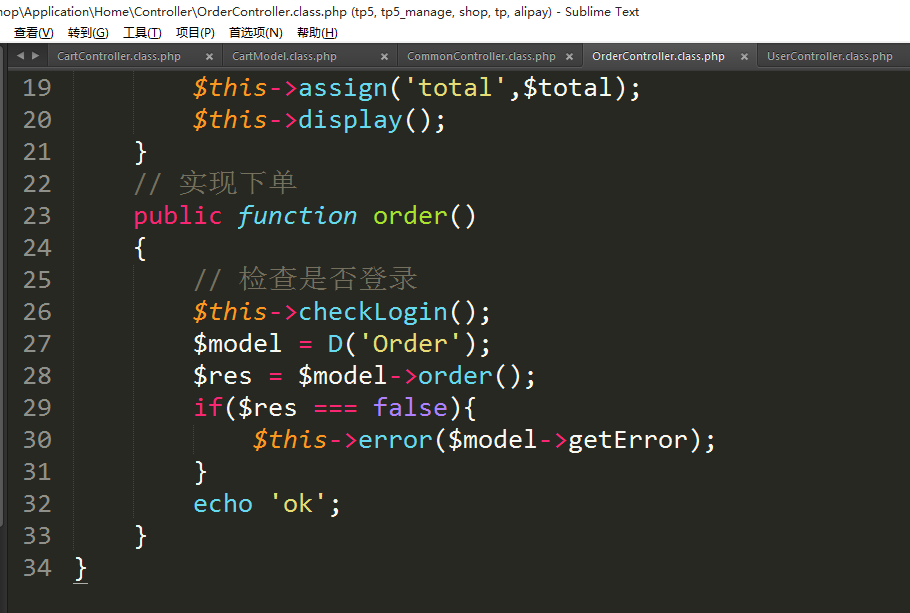 hop\Application\Home\Controller\OrderController.class.php (tp5, tp5_manage, shop, tp, alipay) - Sublime Text
查看(V) 转到(G) 工具(T) 项目(P) 首选项(N) 帮助(H)
CartController.class.php × CartModel.class.php × CommonController.class.php × OrderController.class.php × UserController.class.php
19 $this->assign('total',$total);
20 $this->display();
21 }
22 // 实现下单
23 public function order()
24 {
25 // 检查是否登录
26 $this->checkLogin();
27 $model = D('Order');
28 $res = $model->order();
29 if($res === false){
30 $this->error($model->getError);
31 }
32 echo 'ok';
33 }
34 }